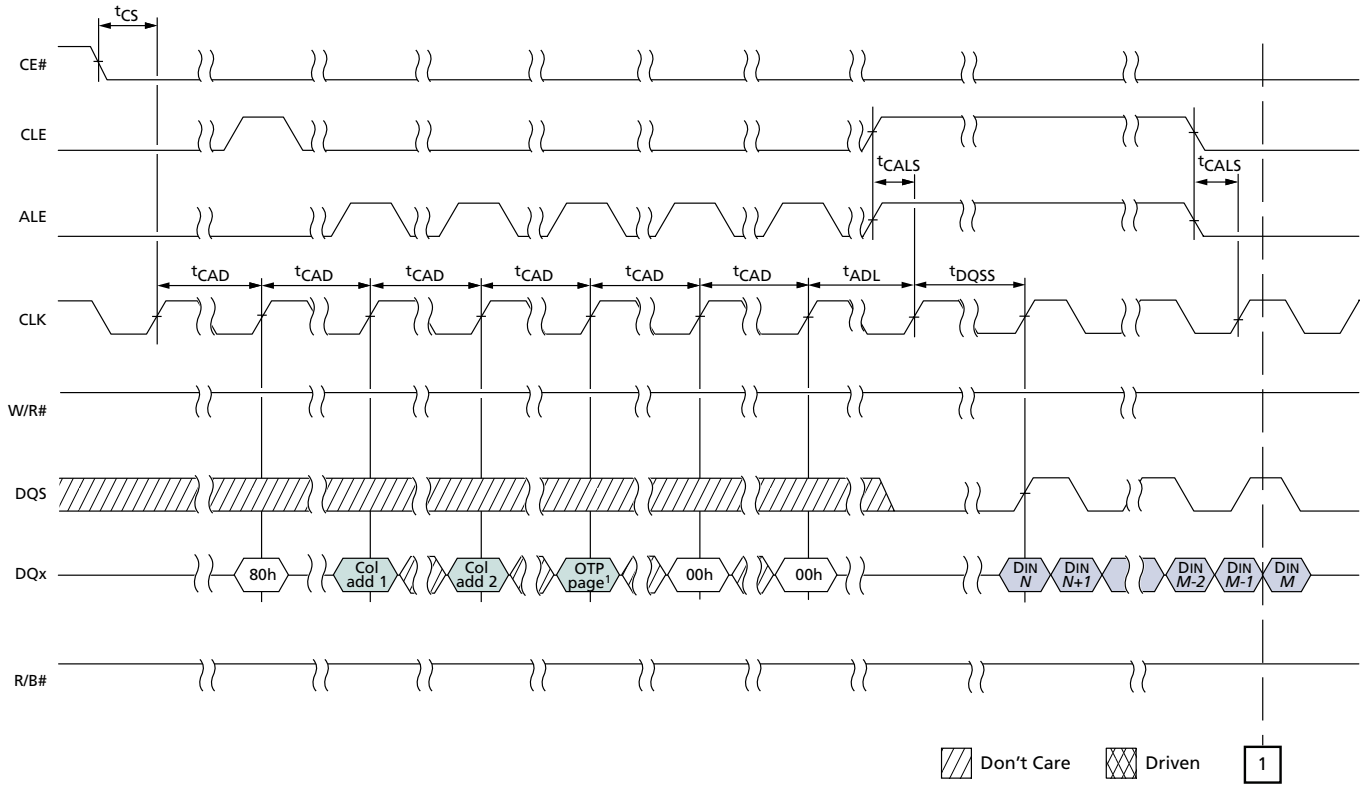 tCS
CE#
CLE
tCALS
tCALS
ALE
tCAD
tCAD
tCAD
tCAD
tCAD
tCAD
tADL
tDQSS
CLK
W/R#
DQS
DQx
80h
Col
add 1
Col
add 2
OTP
page1
00h
00h
DIN
N
DIN
N+1
DIN
M-2
DIN
M-1
DIN
M
R/B#
Don't Care
Driven
1